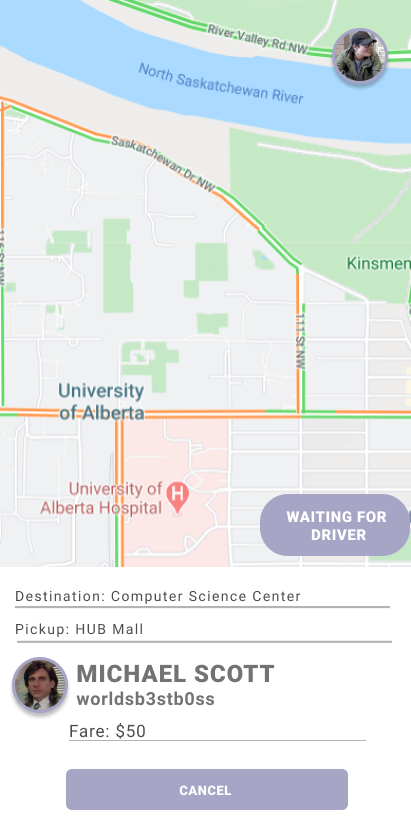 River Valley Rd NW
North Saskatchewan River
Saskatchewan Dr NW
Kinsmen
111 St NW
University
of Alberta
University of
Alberta Hospital
H
WAITING FOR
DRIVER
Destination: Computer Science Center
Pickup: HUB Mall
MICHAEL SCOTT
worldsb3stb0ss
Fare: $50
CANCEL